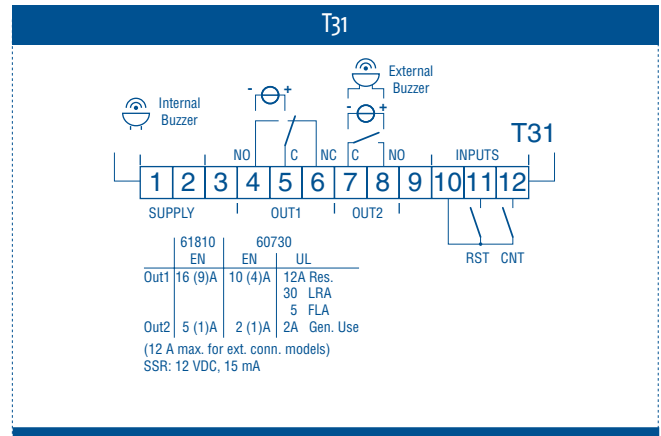 T31
Internal
Buzzer
External
Buzzer
- +
- +
T31
NO C NC C NO INPUTS
1 2 3 4 5 6 7 8 9 10 11 12
SUPPLY OUT1 OUT2
RST CNT
61810 60730
EN EN UL
Out1 16 (9)A 10 (4)A 12A Res.
30 LRA
5 FLA
Out2 5 (1)A 2 (1)A 2A Gen. Use
(12 A max. for ext. conn. models)
SSR: 12 VDC, 15 mA